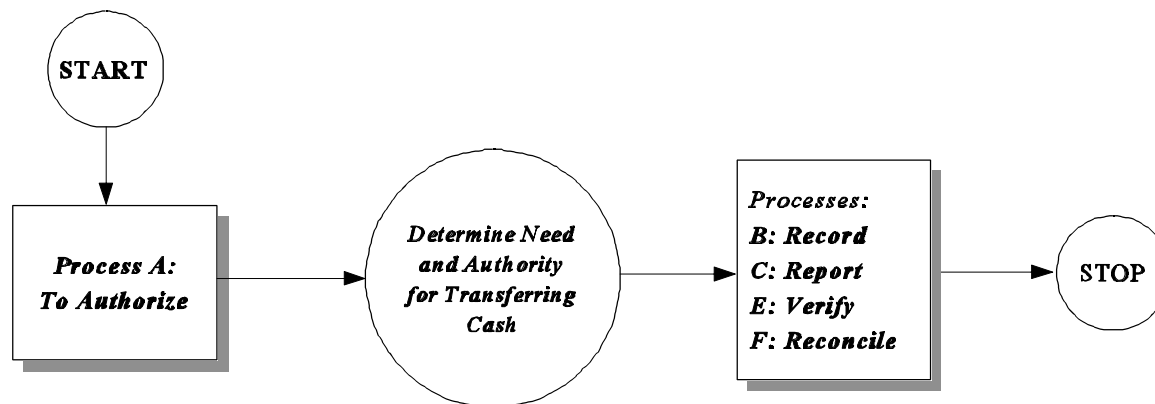 START
Process A:
To Authorize
Determine Need
and Authority
for Transferring
Cash
Processes:
B: Record
C: Report
E: Verify
F: Reconcile
STOP